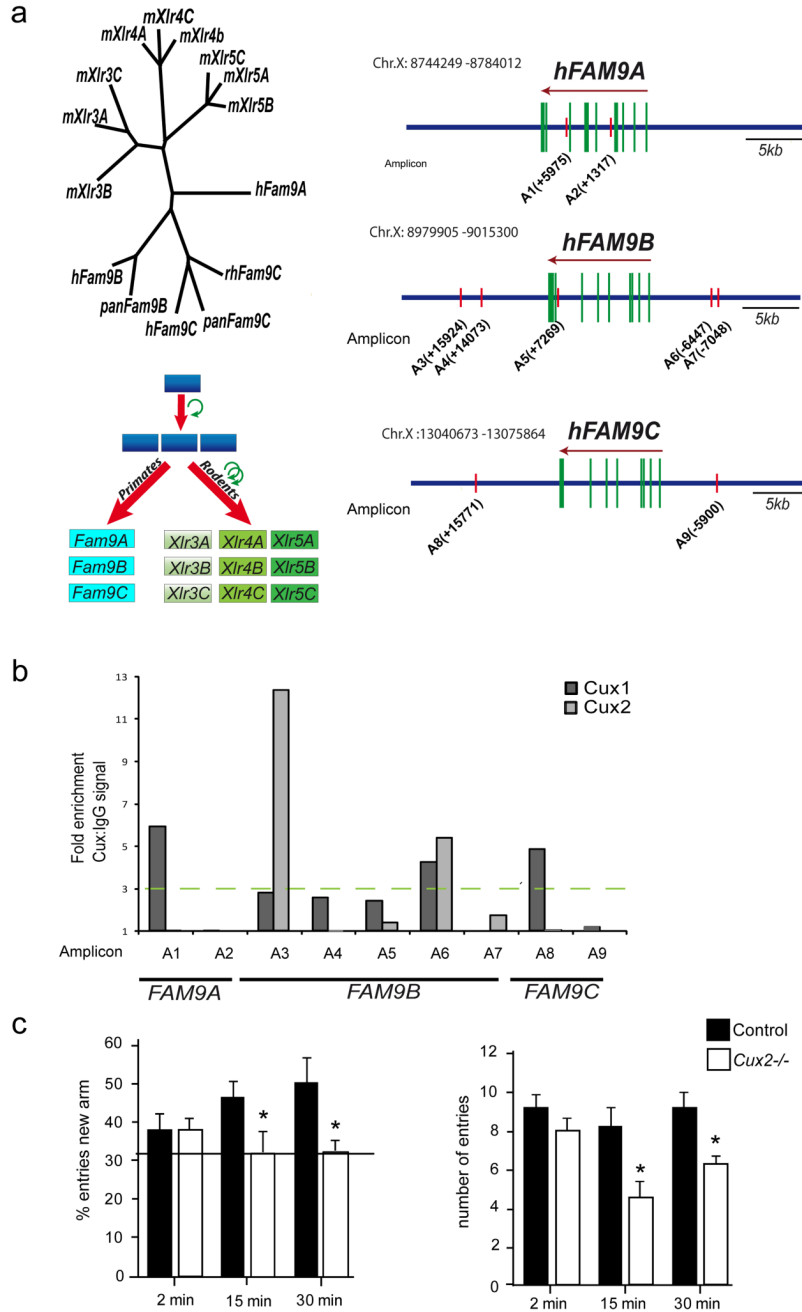 a
mXlr4C
mXlr4A
mXlr4b
mXlr5C
mXlr3C
mXlr5A
mXlr3A
mXlr5B
mXlr3B
hFam9A
hFam9B
rhFam9C
panFam9B
hFam9C
panFam9C
Primates
Rodents
Fam9A
Xlr3A
Xlr4A
Xlr5A
Fam9B
Xlr3B
Xlr4B
Xlr5B
Fam9C
Xlr3C
Xlr4C
Xlr5C
Chr.X: 8744249 -8784012
hFAM9A
5kb
Amplicon
A1(+5975)
A2(+1317)
Chr.X: 8979905 -9015300
hFAM9B
5kb
Amplicon
A3(+15924)
A4(+14073)
A5(+7269)
A6(-6447)
A7(-7048)
Chr.X :13040673 -13075864
hFAM9C
5kb
Amplicon
A8(+15771)
A9(-5900)
b
Fold enrichment
Cux:IgG signal
13
11
9
7
5
3
1
Cux1
Cux2
Amplicon A1 A2 A3 A4 A5 A6 A7 A8 A9
FAM9A FAM9B FAM9C
c
% entries new arm
60
50
40
30
20
10
0
* *
2 min 15 min 30 min
Control
Cux2-/-
number of entries
12
10
8
6
4
2
0
* *
2 min 15 min 30 min